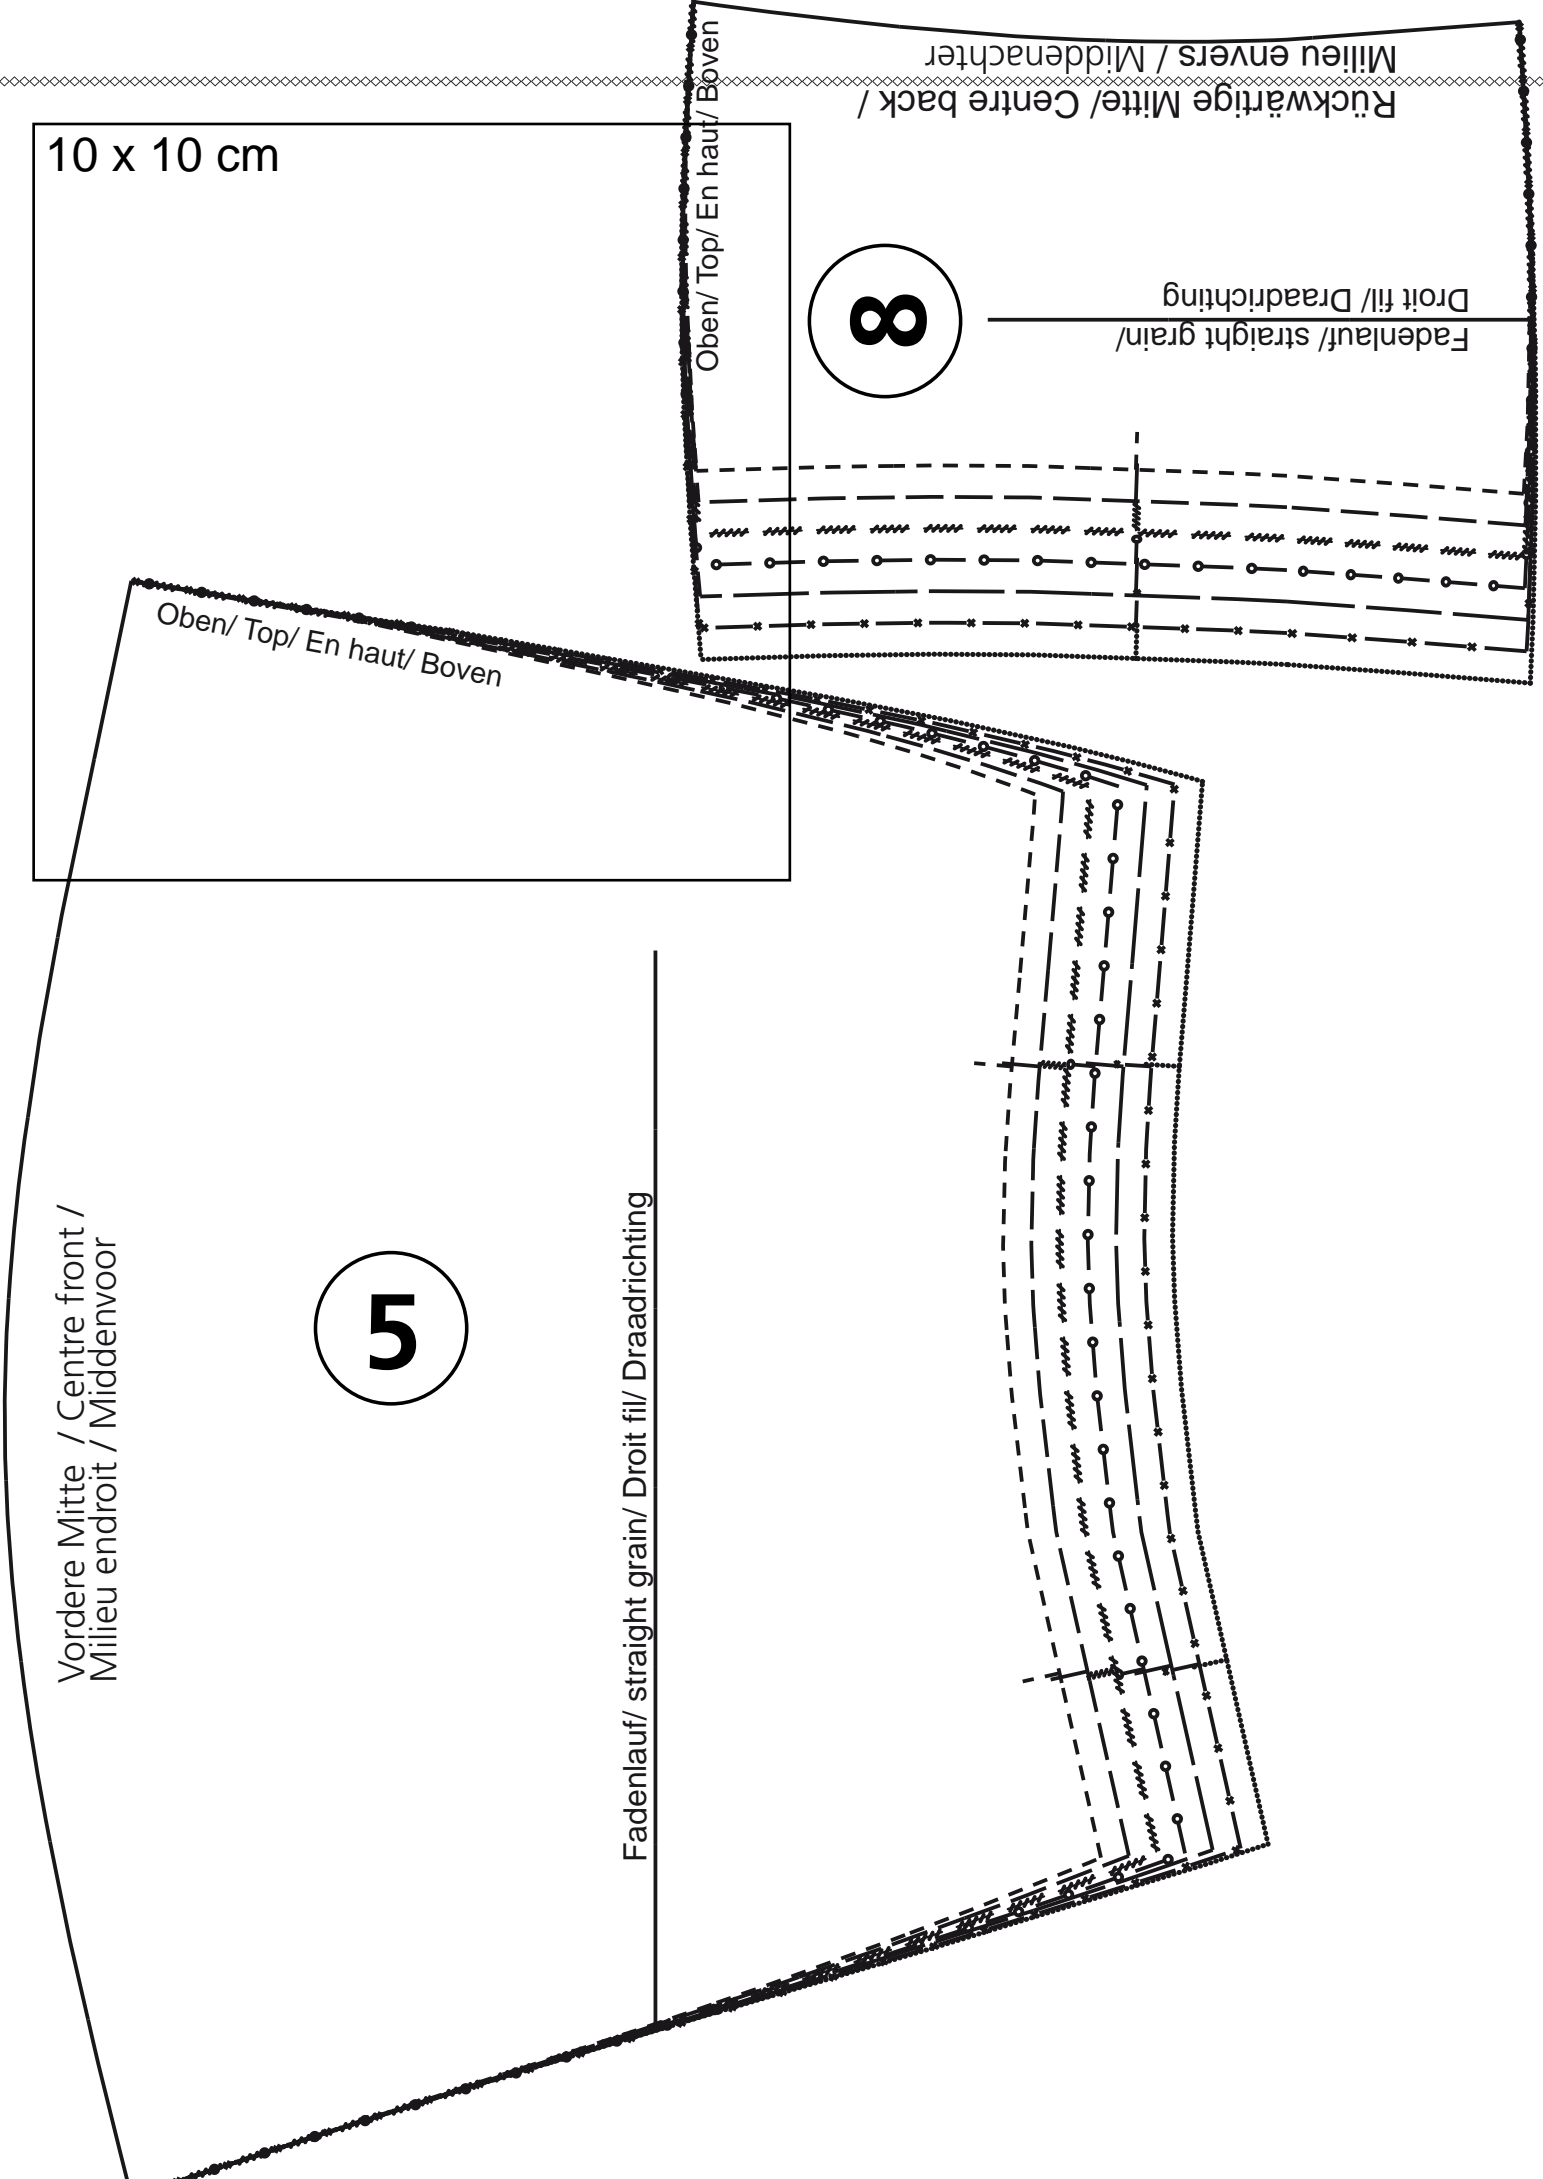 Rückwärtige Mitte/ Centre back /
Milieu envers / Middenachter
10 x 10 cm
Oben/ Top/ En haut/ Boven
8
Fadenlauf/ straight grain/
Droit fil/ Draadrichting
Oben/ Top/ En haut/ Boven
Vordere Mitte / Centre front /
Milieu endroit / Middenvoor
5
Fadenlauf/ straight grain/ Droit fil/ Draadrichting